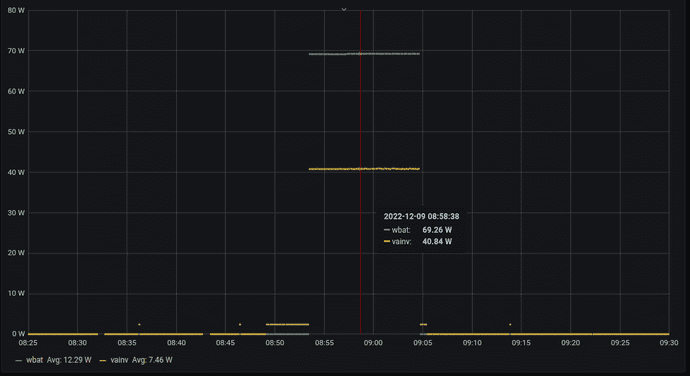 80 W
70 W
60 W
50 W
40 W
30 W
20 W
10 W
0 W
2022-12-09 08:58:38
wbat: 69.26 W
vainv: 40.84 W
08:25 08:30 08:35 08:40 08:45 08:50 08:55 09:00 09:05 09:10 09:15 09:20 09:25 09:30
wbat Avg: 12.29 W vainv Avg: 7.46 W